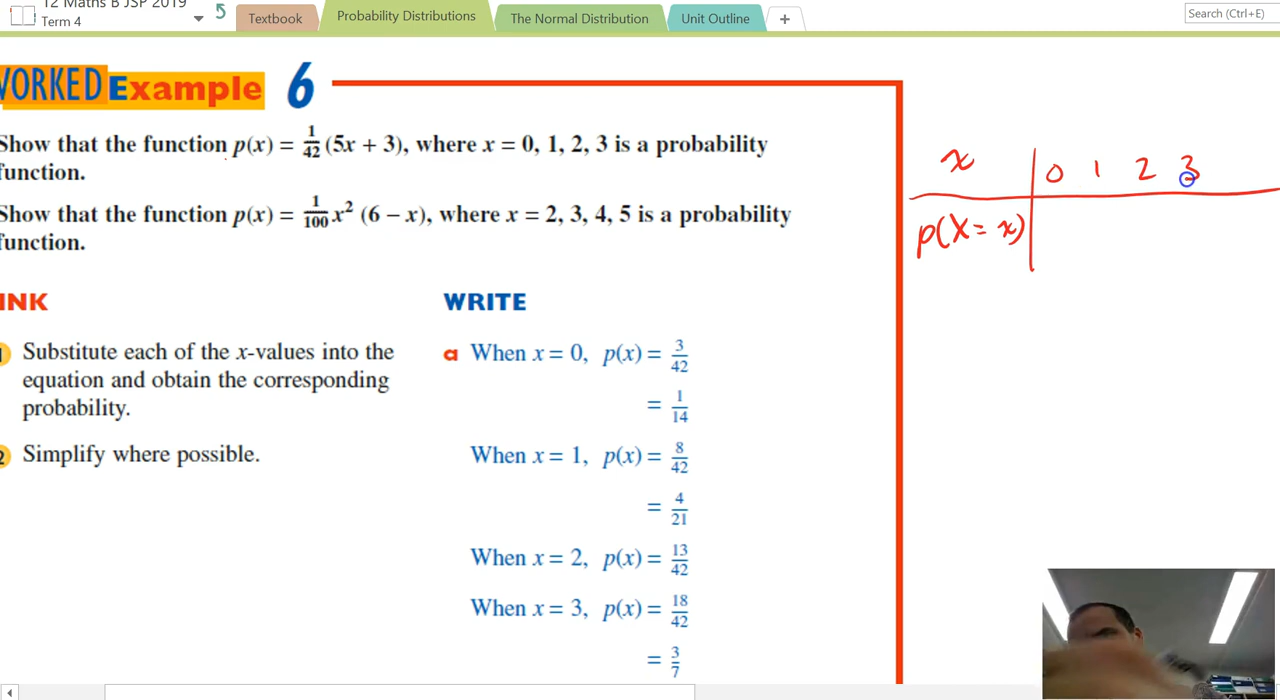 12 Maths B JSP 2019
Term 4
Textbook
Probability Distributions
The Normal Distribution
Unit Outline
+
Search (Ctrl+E)
WORKED Example 6
Show that the function p(x) = 1/42 (5x + 3), where x = 0, 1, 2, 3 is a probability
function.
Show that the function p(x) = 1/100 x² (6 − x), where x = 2, 3, 4, 5 is a probability
function.
x 0 1 2 3
p(X = x)
INK
WRITE
1 Substitute each of the x-values into the
equation and obtain the corresponding
probability.
2 Simplify where possible.
a When x = 0, p(x) = 3/42
= 1/14
When x = 1, p(x) = 8/42
= 4/21
When x = 2, p(x) = 13/42
When x = 3, p(x) = 18/42
= 3/7